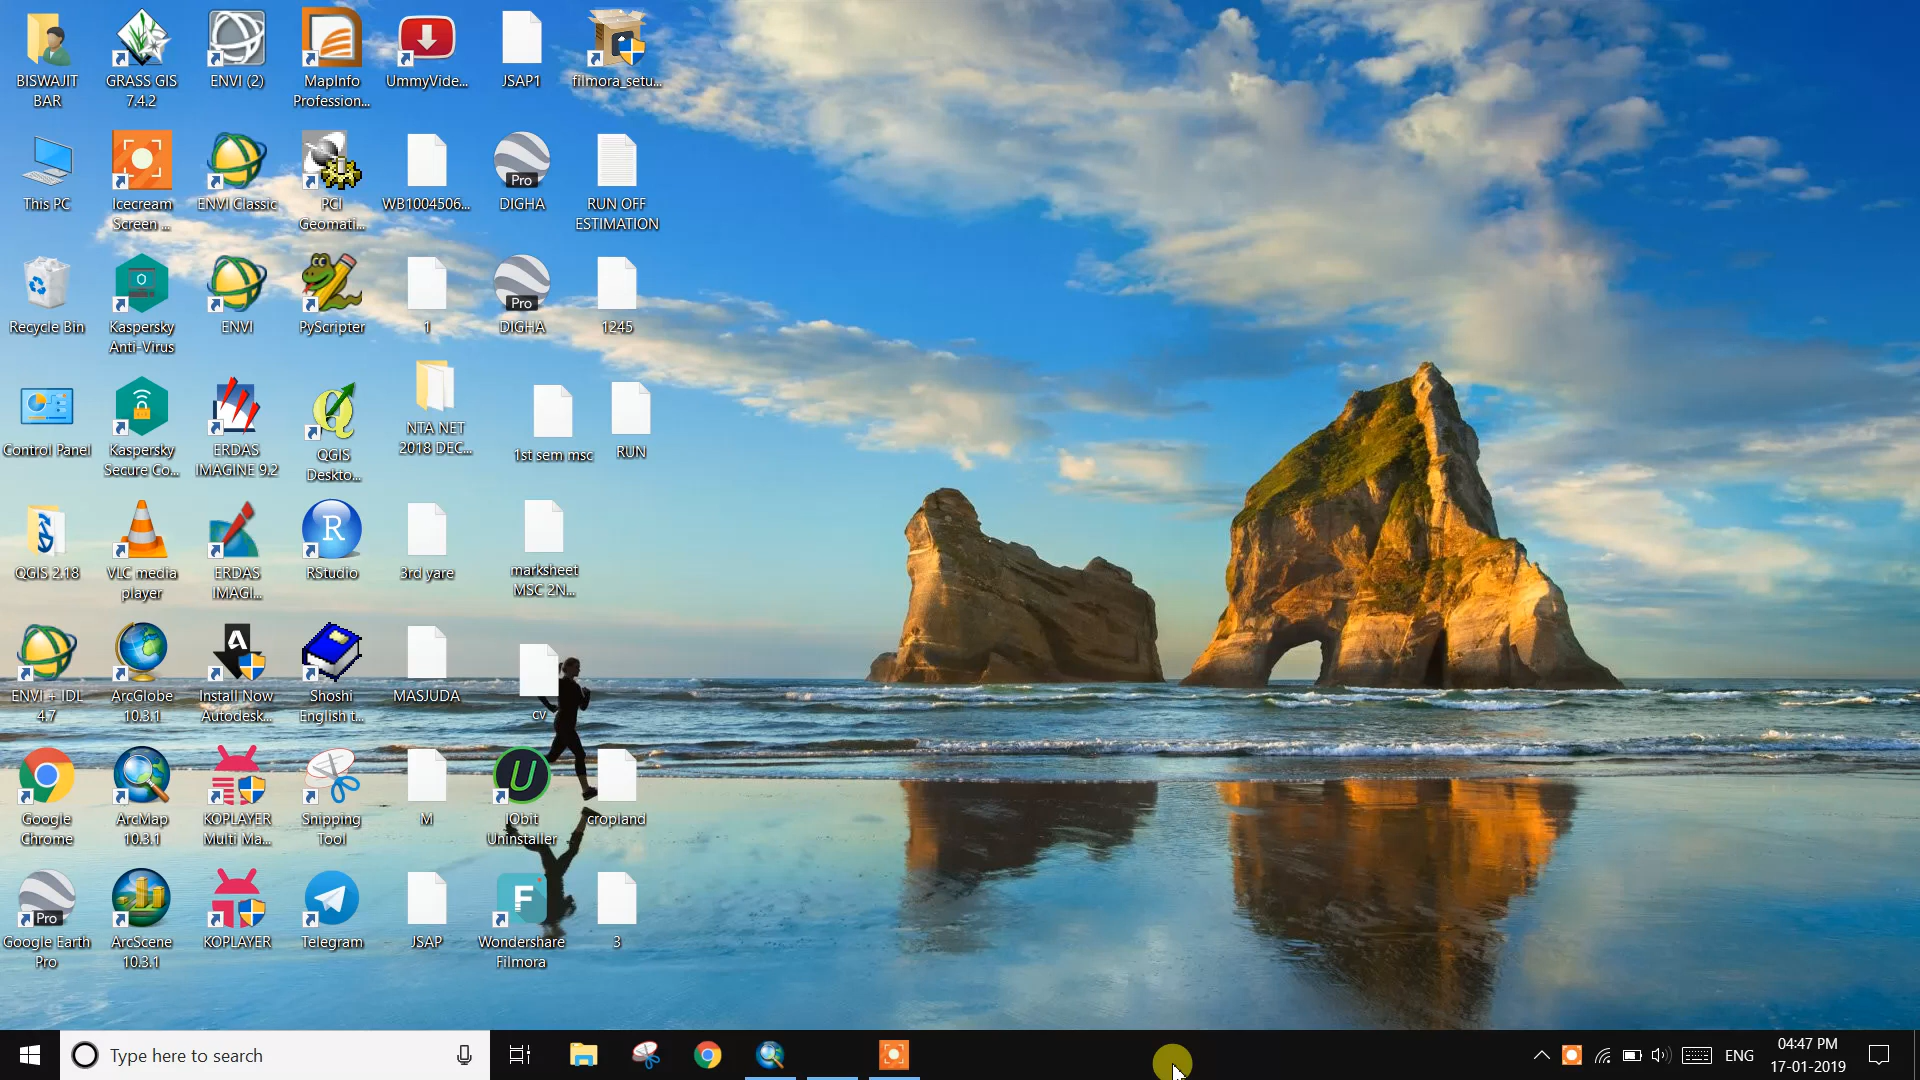 BISWAJIT
BAR
GRASS GIS
7.4.2
ENVI (2)
MapInfo
Profession...
UmmyVide...
JSAP1
filmora_setu...
This PC
Icecream
Screen ...
ENVI Classic
PCI
Geomati...
WB1004506...
Pro
DIGHA
RUN OFF
ESTIMATION
Recycle Bin
Kaspersky
Anti-Virus
ENVI
PyScripter
1
Pro
DIGHA
1245
Control Panel
Kaspersky
Secure Co...
ERDAS
IMAGINE 9.2
QGIS
Deskto...
NTA NET
2018 DEC...
1st sem msc
RUN
QGIS 2.18
VLC media
player
ERDAS
IMAGI...
R
RStudio
3rd yare
marksheet
MSC 2N...
ENVI + IDL
4.7
ArcGlobe
10.3.1
A
Install Now
Autodesk...
Shoshi
English t...
MASJUDA
cv
Google
Chrome
ArcMap
10.3.1
KOPLAYER
Multi Ma...
Snipping
Tool
M
U
IObit
Uninstaller
cropland
Pro
Google Earth
Pro
ArcScene
10.3.1
KOPLAYER
Telegram
JSAP
F
Wondershare
Filmora
3
Type here to search
ENG
04:47 PM
17-01-2019